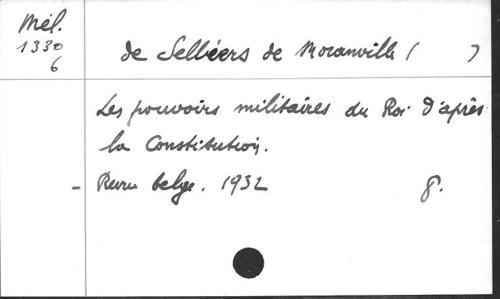 Mél.
1330
6
de Selliers de Moranville ( )
Les pouvoirs militaires du Roi d'après
la Constitution.
- Revue belge. 1932 8.